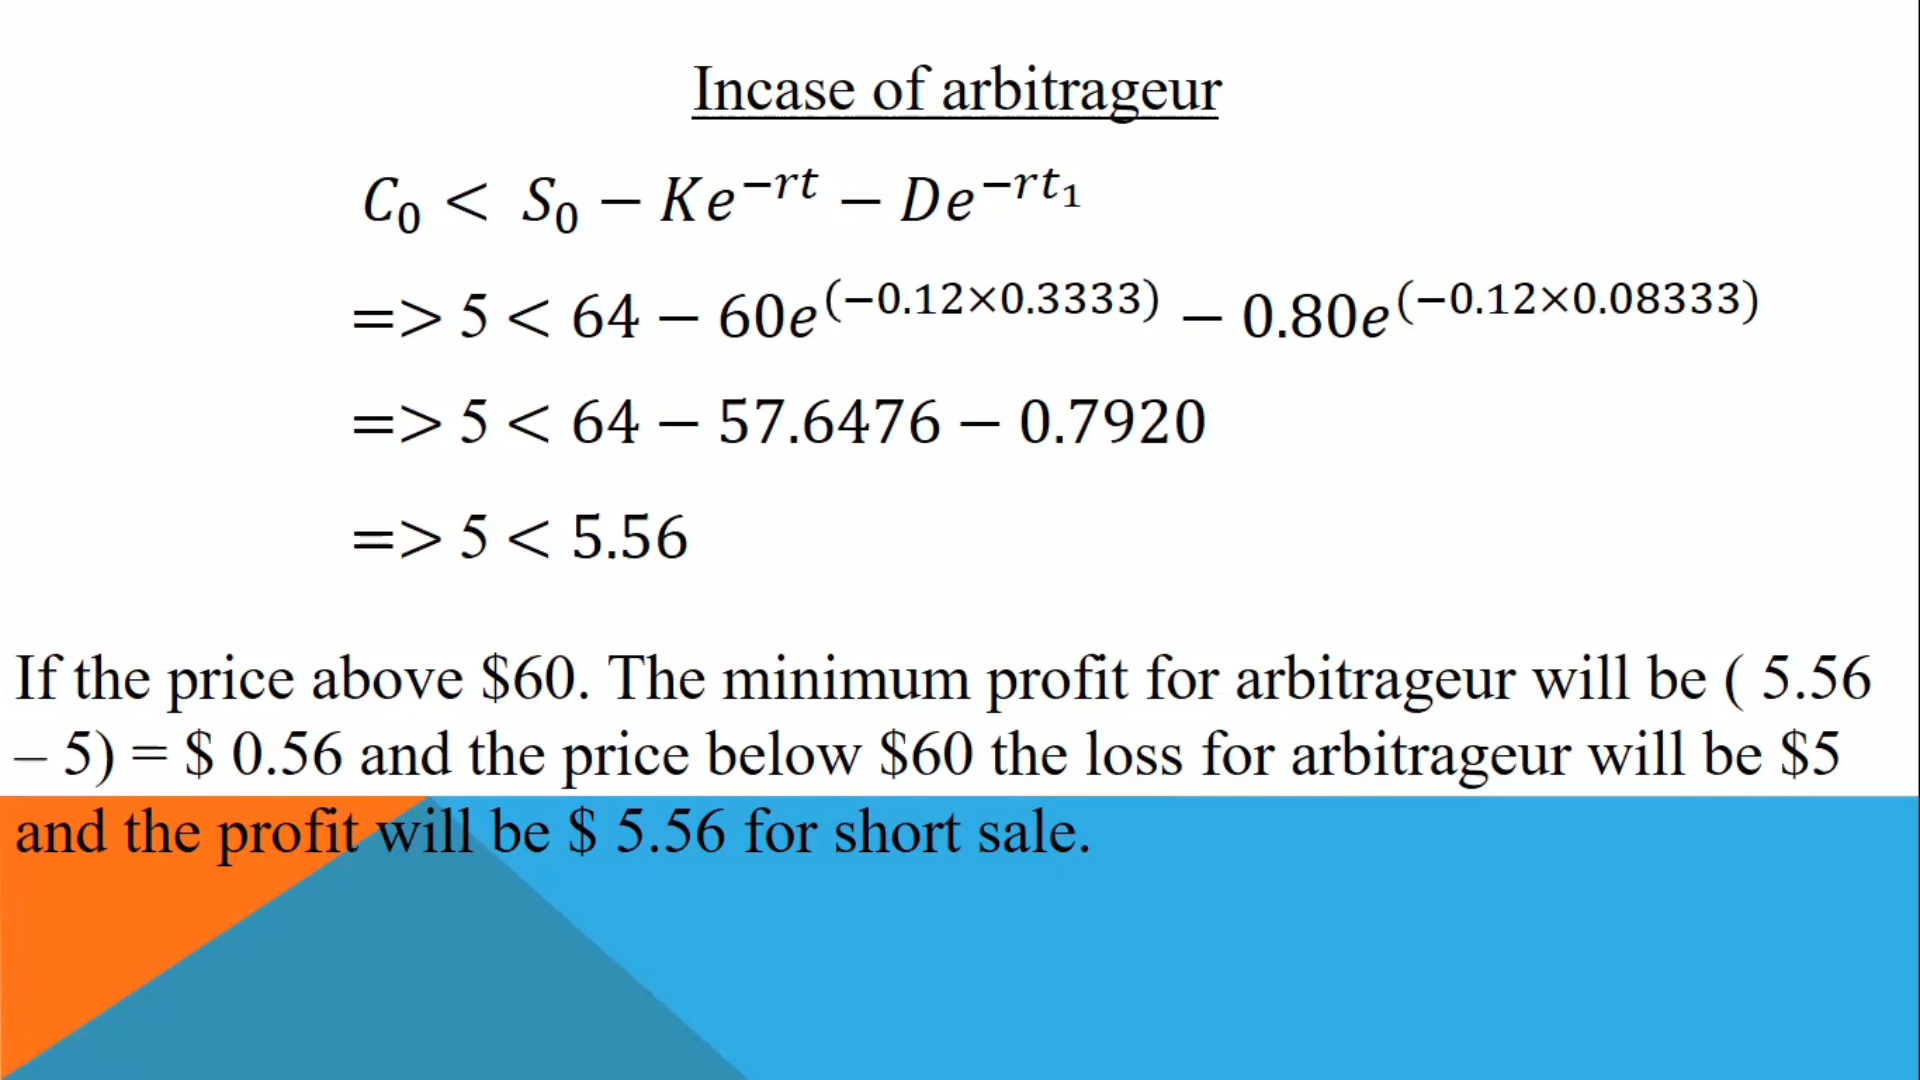 Incase of arbitrageur
C₀ < S₀ − Ke^{−rt} − De^{−rt₁}
=> 5 < 64 − 60e^{(−0.12×0.3333)} − 0.80e^{(−0.12×0.08333)}
=> 5 < 64 − 57.6476 − 0.7920
=> 5 < 5.56
If the price above $60. The minimum profit for arbitrageur will be ( 5.56
– 5) = $ 0.56 and the price below $60 the loss for arbitrageur will be $5
and the profit will be $ 5.56 for short sale.